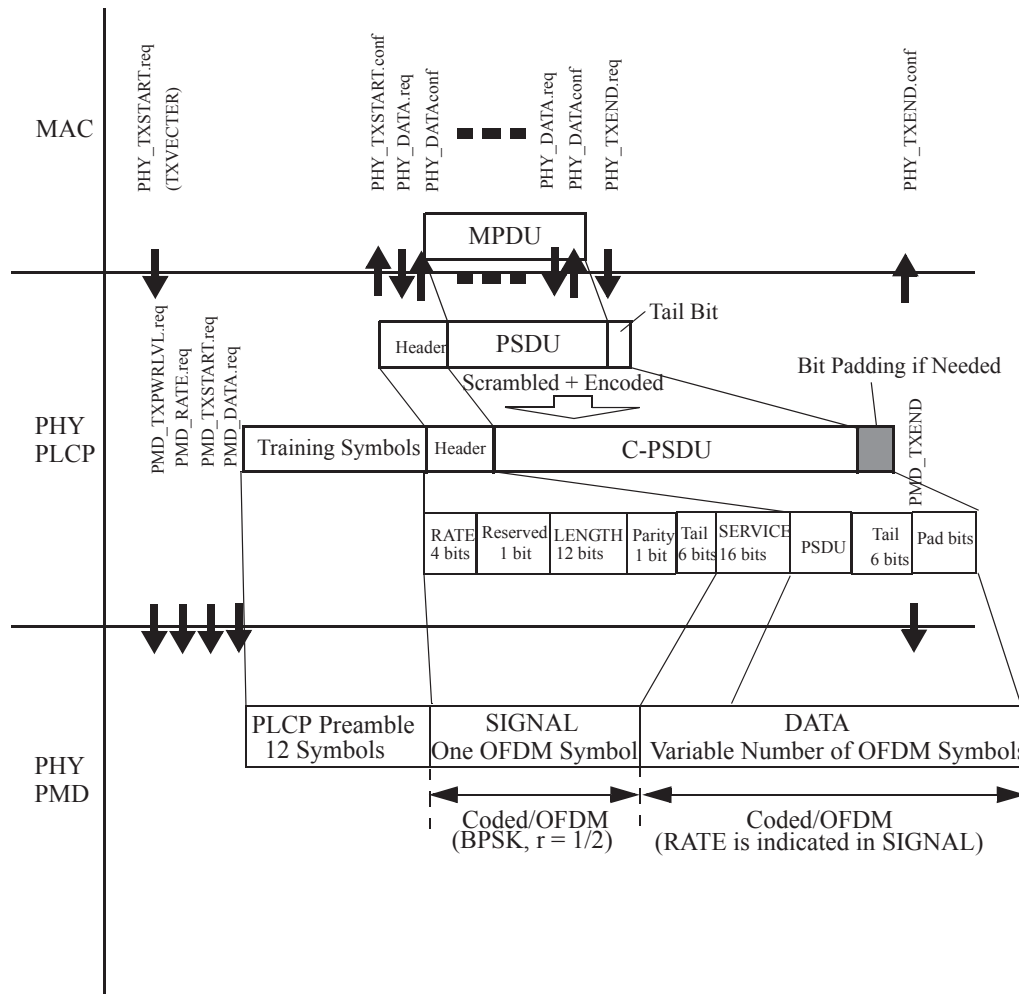 MAC
PHY_TXSTART.req
(TXVECTER)
PHY_TXSTART.conf
PHY_DATA.req
PHY_DATAconf
PHY_DATA.req
PHY_DATAconf
PHY_TXEND.req
PHY_TXEND.conf
MPDU
PHY
PLCP
PMD_TXPWRLVL.req
PMD_RATE.req
PMD_TXSTART.req
PMD_DATA.req
Header
PSDU
Tail Bit
Scrambled + Encoded
Bit Padding if Needed
Training Symbols
Header
C-PSDU
PMD_TXEND
RATE
4 bits
Reserved
1 bit
LENGTH
12 bits
Parity
1 bit
Tail
6 bits
SERVICE
16 bits
PSDU
Tail
6 bits
Pad bits
PHY
PMD
PLCP Preamble
12 Symbols
SIGNAL
One OFDM Symbol
DATA
Variable Number of OFDM Symbols
Coded/OFDM
(BPSK, r = 1/2)
Coded/OFDM
(RATE is indicated in SIGNAL)